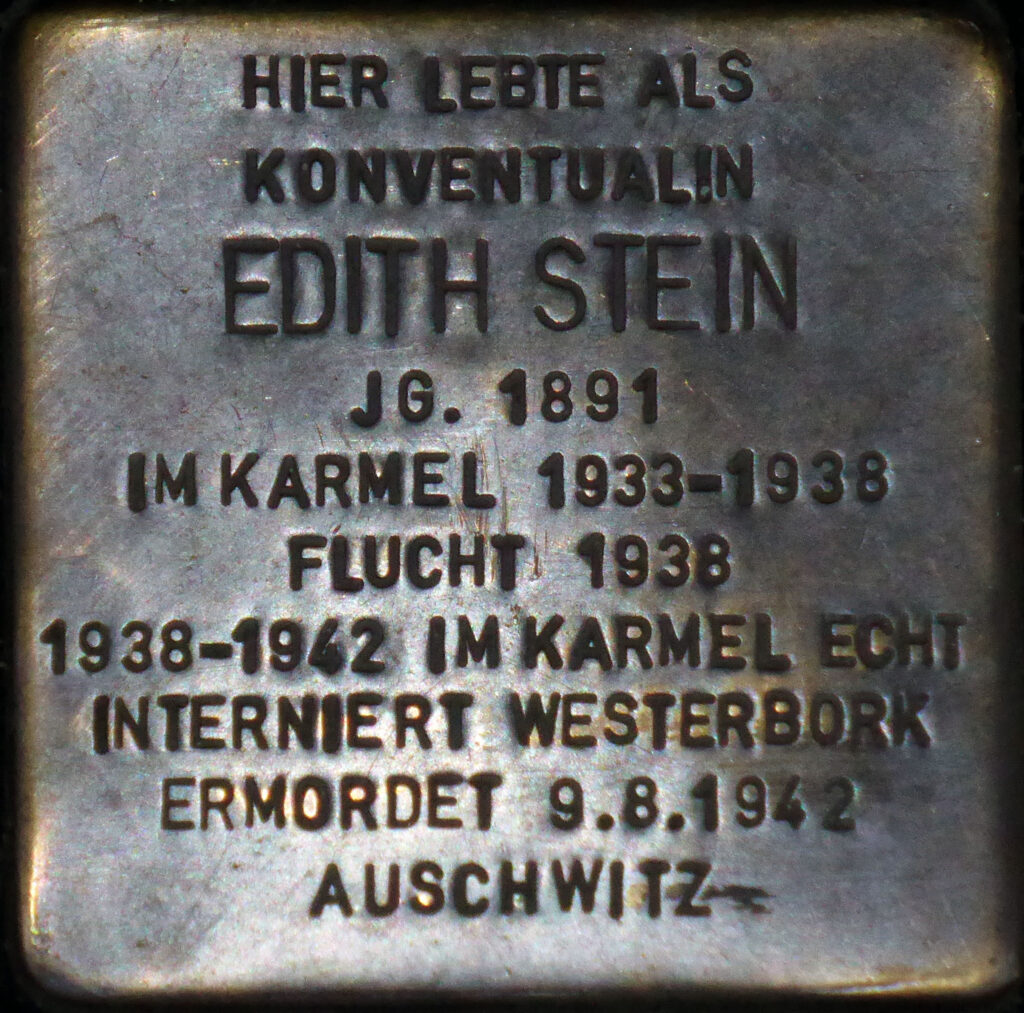 HIER LEBTE ALS
KONVENTUALIN
EDITH STEIN
JG. 1891
IM KARMEL 1933-1938
FLUCHT 1938
1938-1942 IM KARMEL ECHT
INTERNIERT WESTERBORK
ERMORDET 9.8.1942
AUSCHWITZ